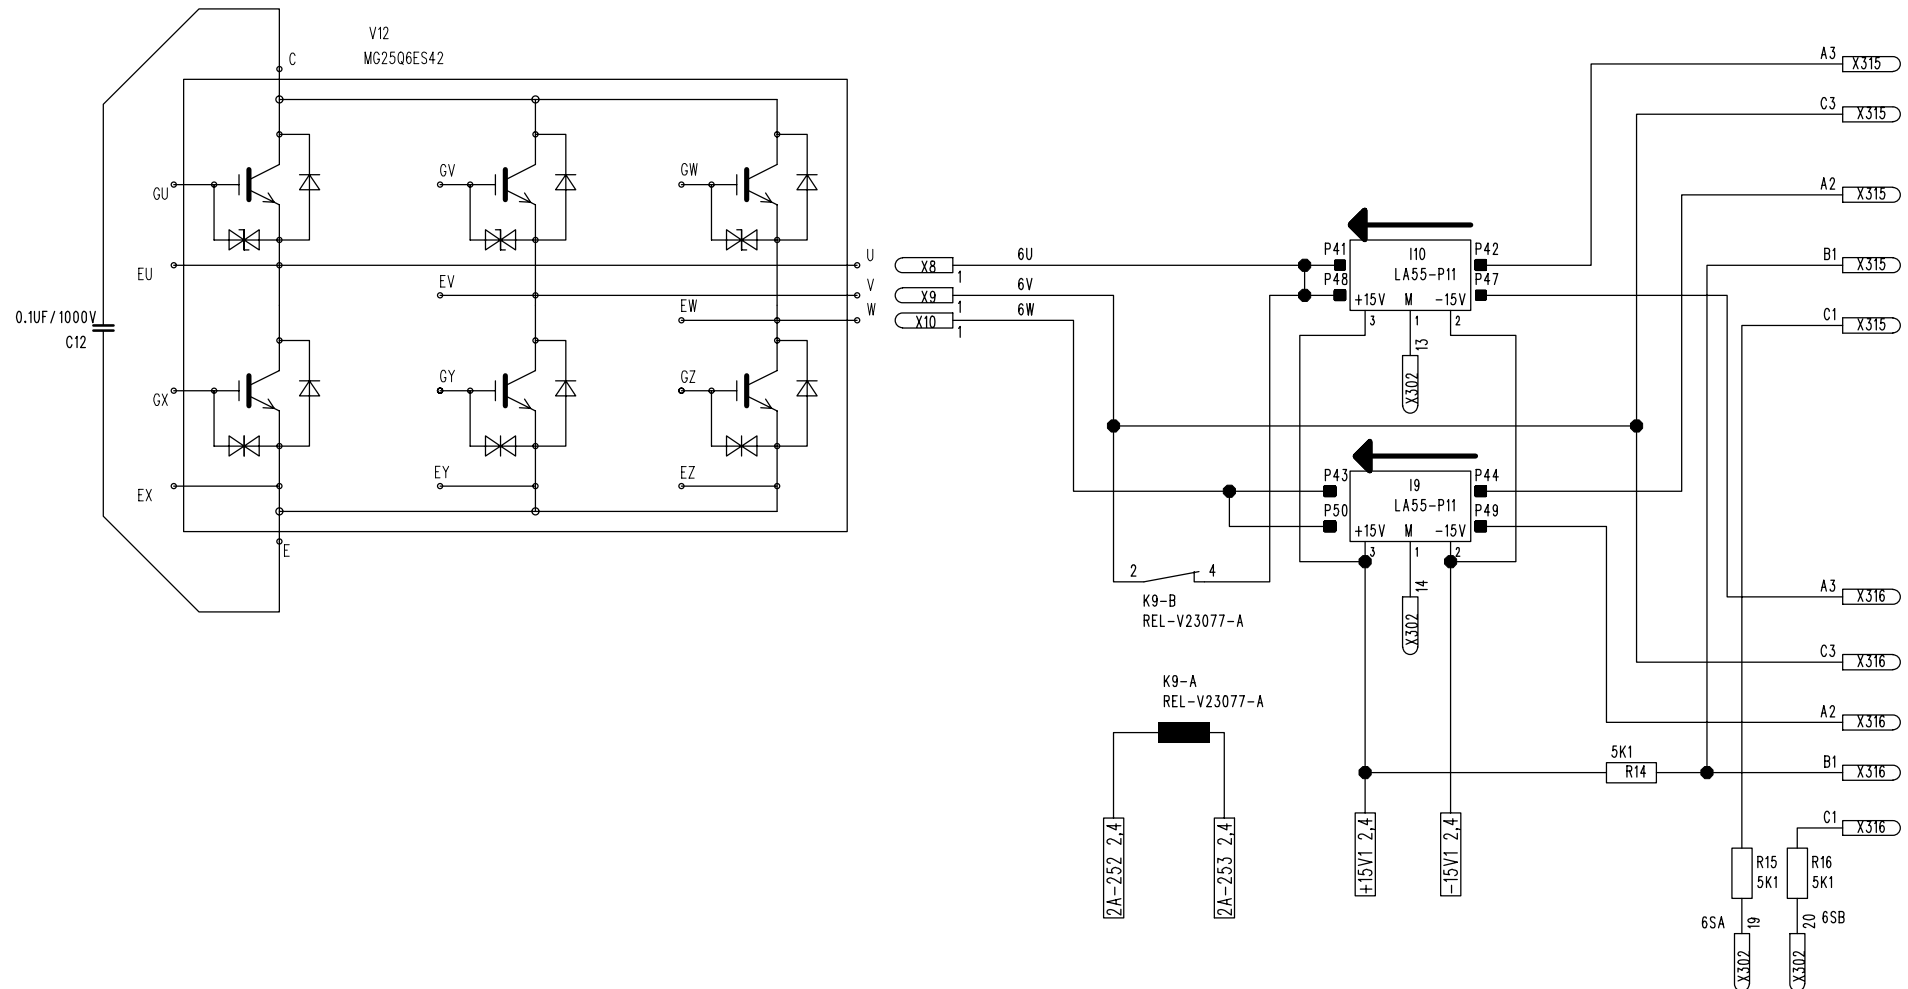 V12
MG25Q6ES42
C
GU
GV
GW
EU
EV
EW
U
V
W
0.1UF/1000V
C12
GX
GY
GZ
EX
EY
EZ
E
X8
1
6U
X9
1
6V
X10
1
6W
P41
I10
P42
LA55-P11
P48
P47
+15V M -15V
3 1 2
13
X302
P43
I9
P44
LA55-P11
P50
P49
+15V M -15V
3 1 2
14
X302
2 4
K9-B
REL-V23077-A
K9-A
REL-V23077-A
2A-252 2,4
2A-253 2,4
+15V1 2,4
-15V1 2,4
A3 X315
C3 X315
A2 X315
B1 X315
C1 X315
A3 X316
C3 X316
A2 X316
5K1
R14
B1 X316
C1 X316
R15
5K1
R16
5K1
6SA 19
20 6SB
X302
X302